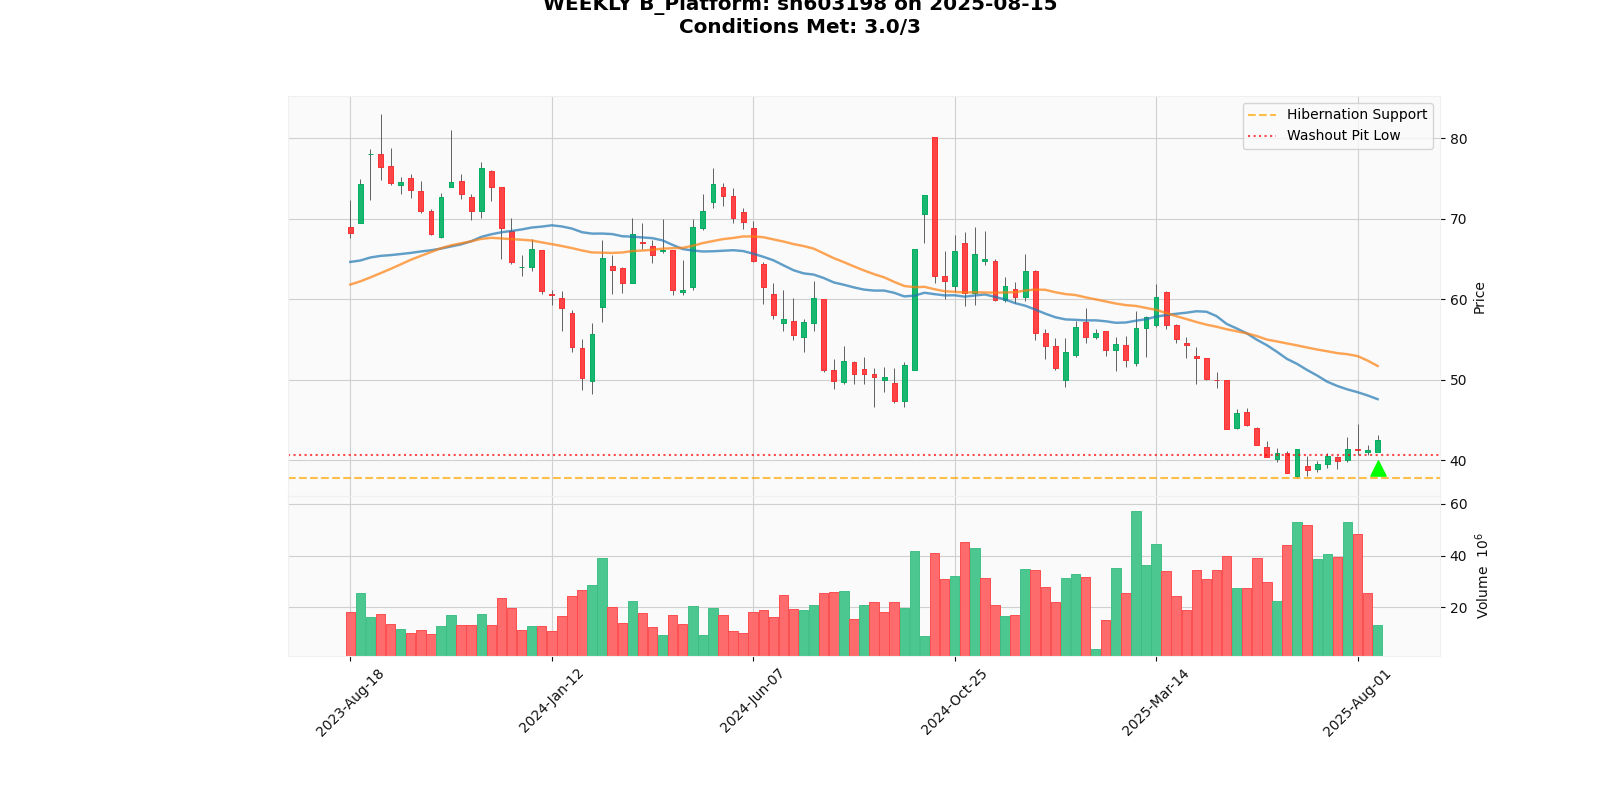 WEEKLY B_Platform: sh603198 on 2025-08-15
Conditions Met: 3.0/3
Hibernation Support
Washout Pit Low
80
70
60
50
40
Price
60
40
20
Volume 10^6
2023-Aug-18
2024-Jan-12
2024-Jun-07
2024-Oct-25
2025-Mar-14
2025-Aug-01